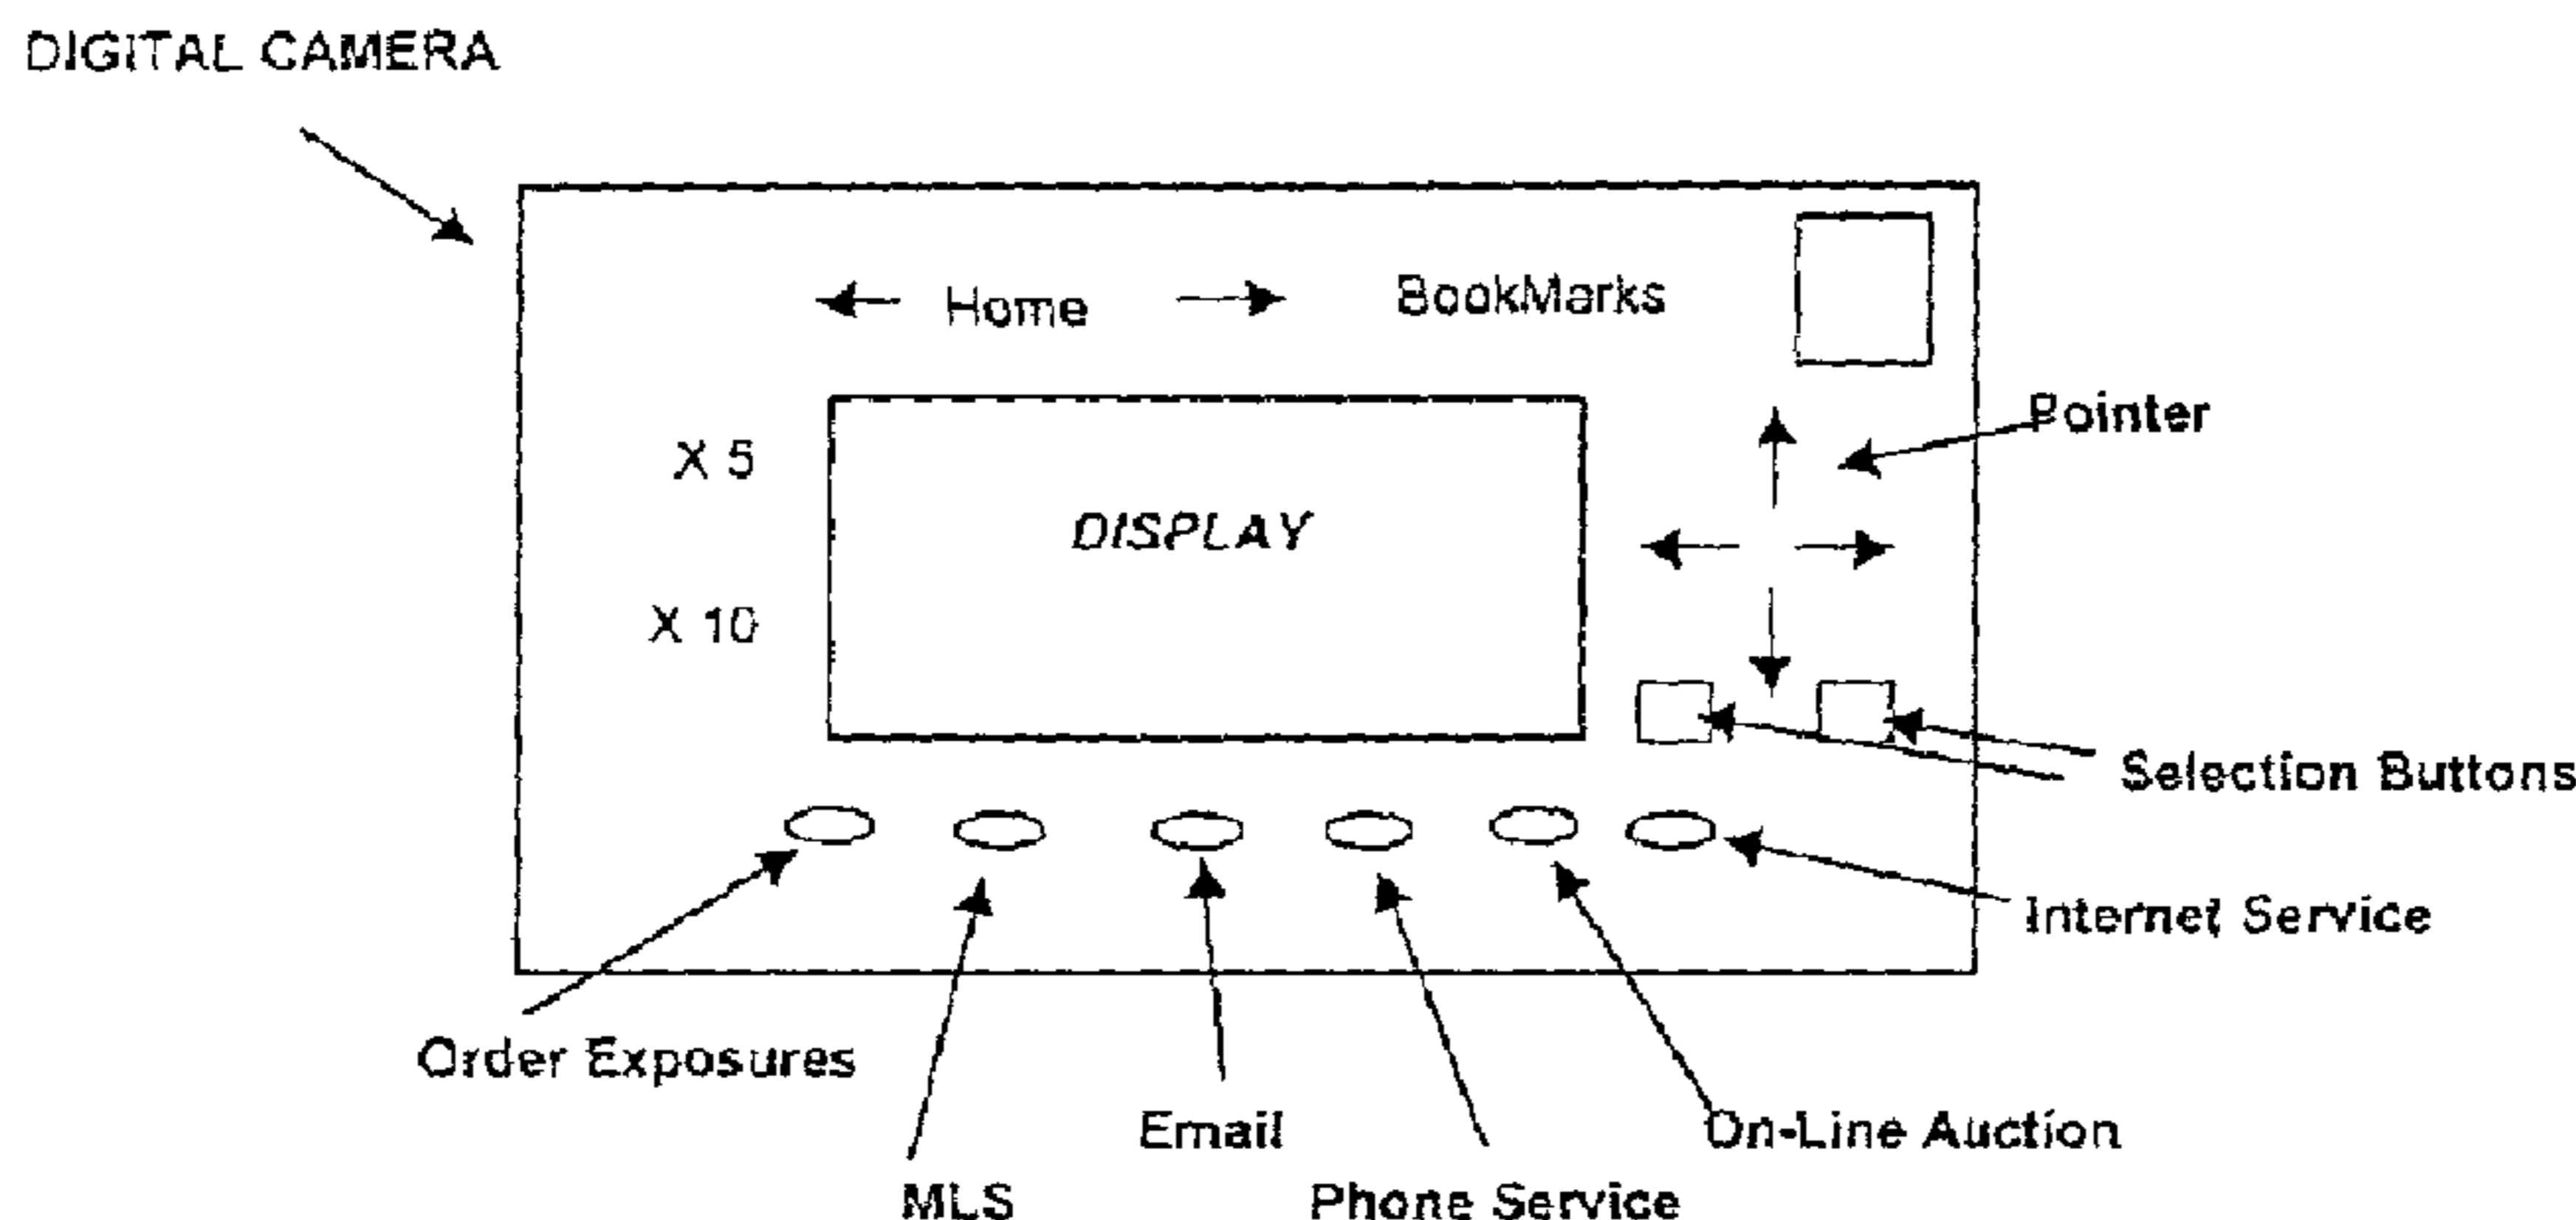 DIGITAL CAMERA
Home
BookMarks
Pointer
X 5
DISPLAY
X 10
Selection Buttons
Internet Service
Order Exposures
Email
On-Line Auction
MLS
Phone Service